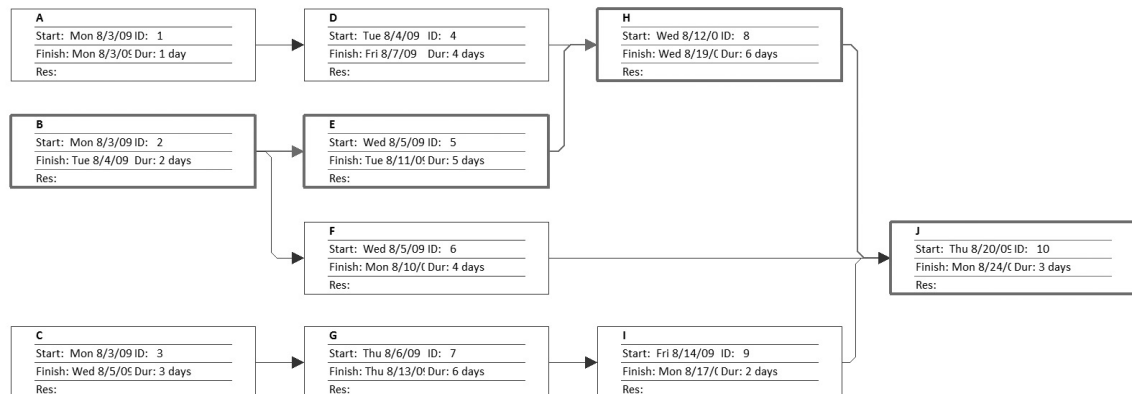 A
Start: Mon 8/3/09 ID: 1
Finish: Mon 8/3/09 Dur: 1 day
Res:
D
Start: Tue 8/4/09 ID: 4
Finish: Fri 8/7/09 Dur: 4 days
Res:
H
Start: Wed 8/12/0 ID: 8
Finish: Wed 8/19/0 Dur: 6 days
Res:
B
Start: Mon 8/3/09 ID: 2
Finish: Tue 8/4/09 Dur: 2 days
Res:
E
Start: Wed 8/5/09 ID: 5
Finish: Tue 8/11/09 Dur: 5 days
Res:
F
Start: Wed 8/5/09 ID: 6
Finish: Mon 8/10/0 Dur: 4 days
Res:
J
Start: Thu 8/20/09 ID: 10
Finish: Mon 8/24/0 Dur: 3 days
Res:
C
Start: Mon 8/3/09 ID: 3
Finish: Wed 8/5/09 Dur: 3 days
Res:
G
Start: Thu 8/6/09 ID: 7
Finish: Thu 8/13/09 Dur: 6 days
Res:
I
Start: Fri 8/14/09 ID: 9
Finish: Mon 8/17/0 Dur: 2 days
Res: